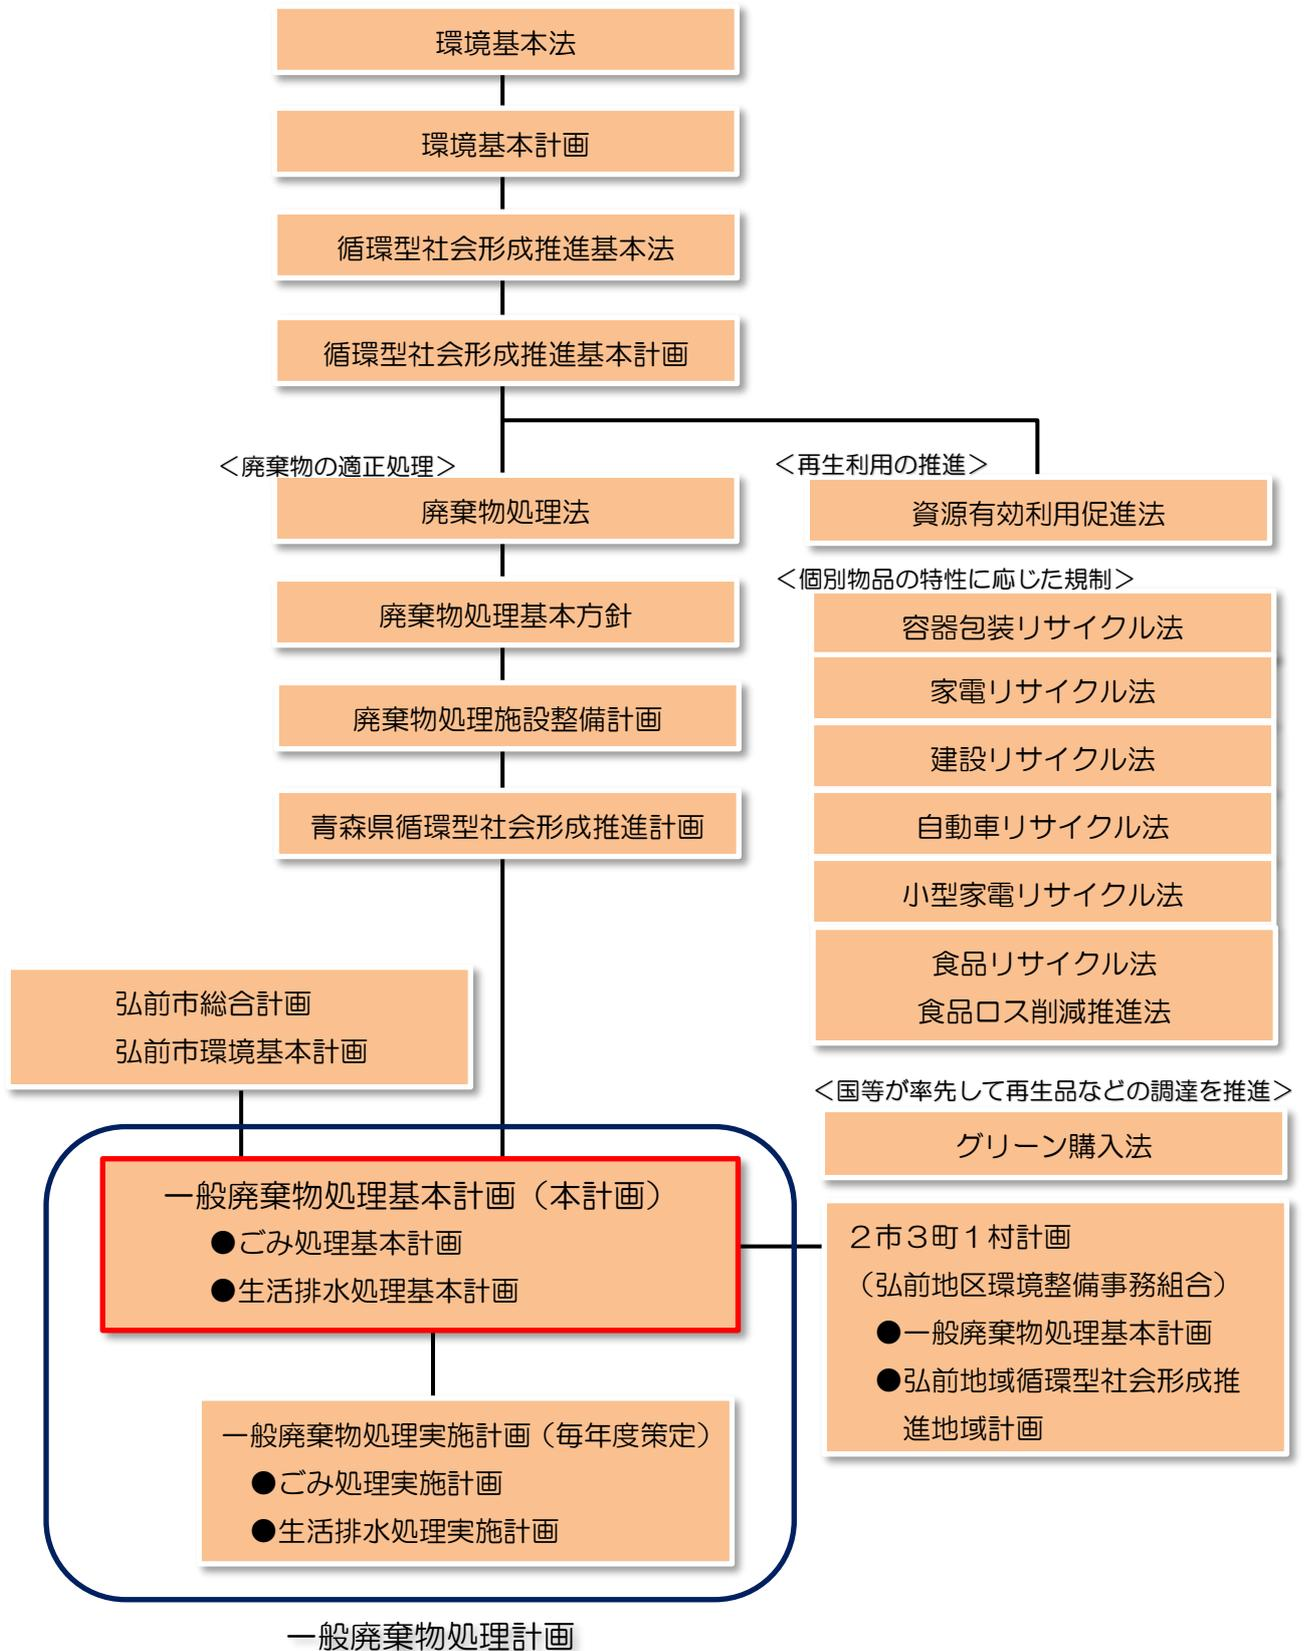 環境基本法
環境基本計画
循環型社会形成推進基本法
循環型社会形成推進基本計画
＜廃棄物の適正処理＞
廃棄物処理法
廃棄物処理基本方針
廃棄物処理施設整備計画
青森県循環型社会形成推進計画
＜再生利用の推進＞
資源有効利用促進法
＜個別物品の特性に応じた規制＞
容器包装リサイクル法
家電リサイクル法
建設リサイクル法
自動車リサイクル法
小型家電リサイクル法
食品リサイクル法
食品ロス削減推進法
＜国等が率先して再生品などの調達を推進＞
グリーン購入法
弘前市総合計画
弘前市環境基本計画
一般廃棄物処理基本計画（本計画）
●ごみ処理基本計画
●生活排水処理基本計画
２市３町１村計画
（弘前地区環境整備事務組合）
●一般廃棄物処理基本計画
●弘前地域循環型社会形成推
進地域計画
一般廃棄物処理実施計画（毎年度策定）
●ごみ処理実施計画
●生活排水処理実施計画
一般廃棄物処理計画